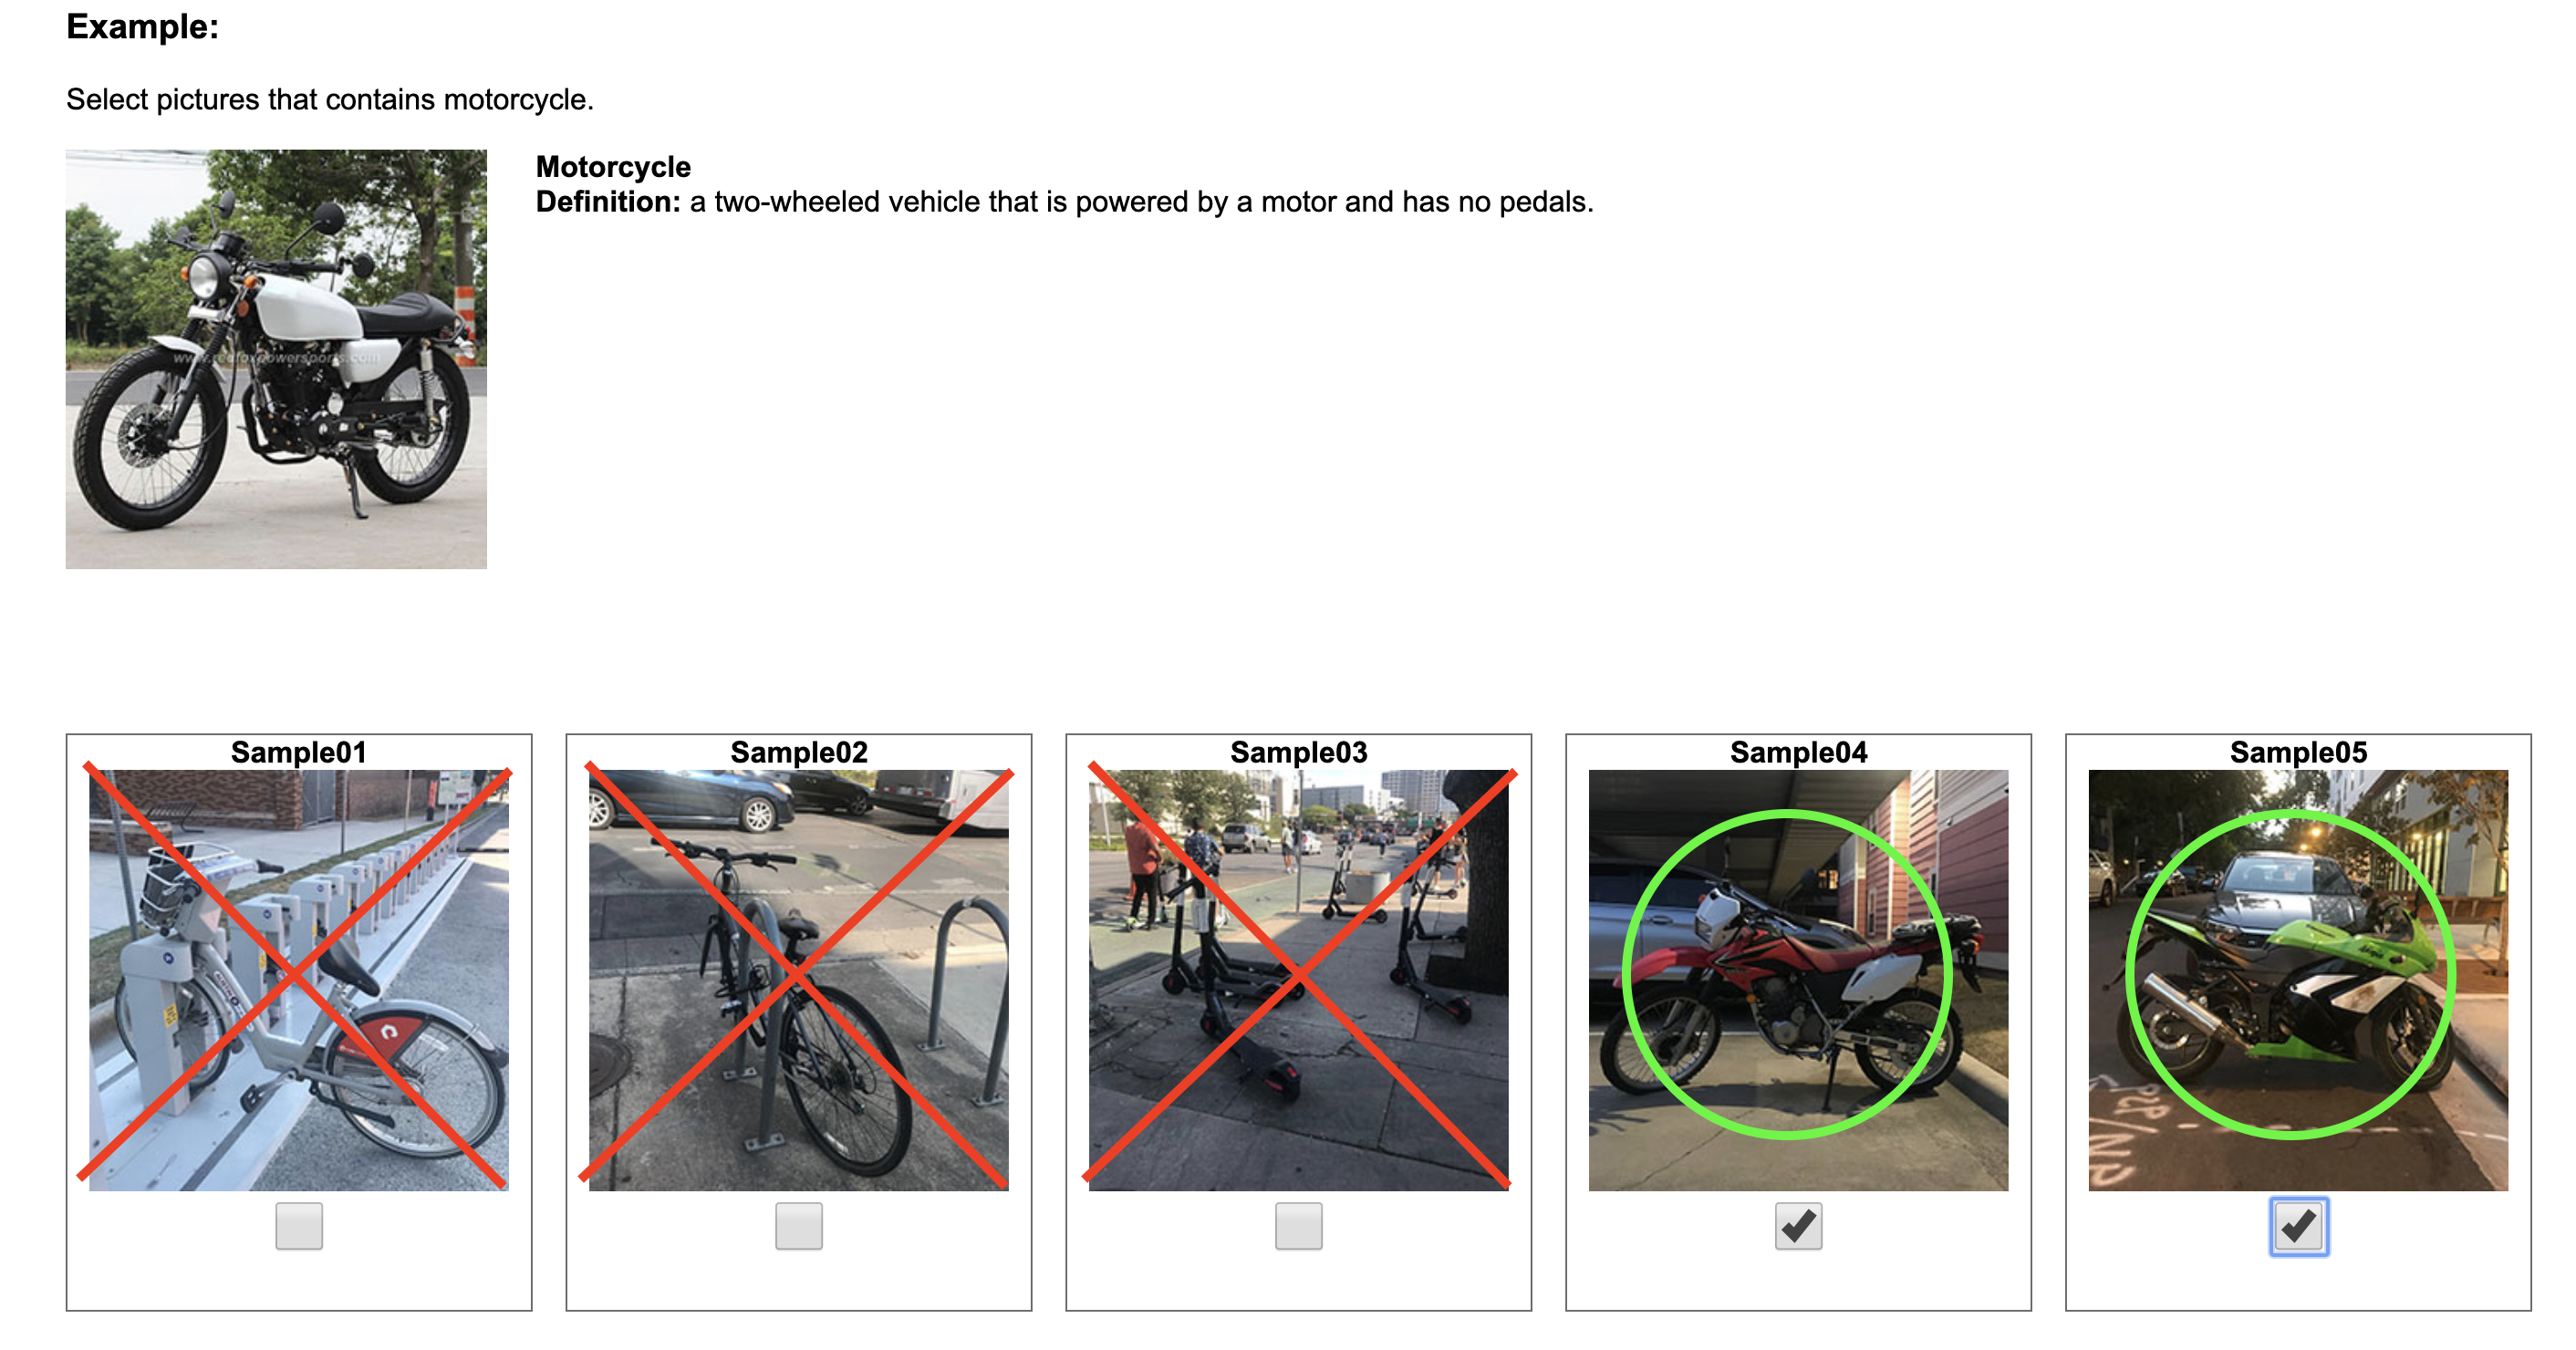 Example:
Select pictures that contains motorcycle.
Motorcycle
Definition: a two-wheeled vehicle that is powered by a motor and has no pedals.
Sample01
Sample02
Sample03
Sample04
Sample05